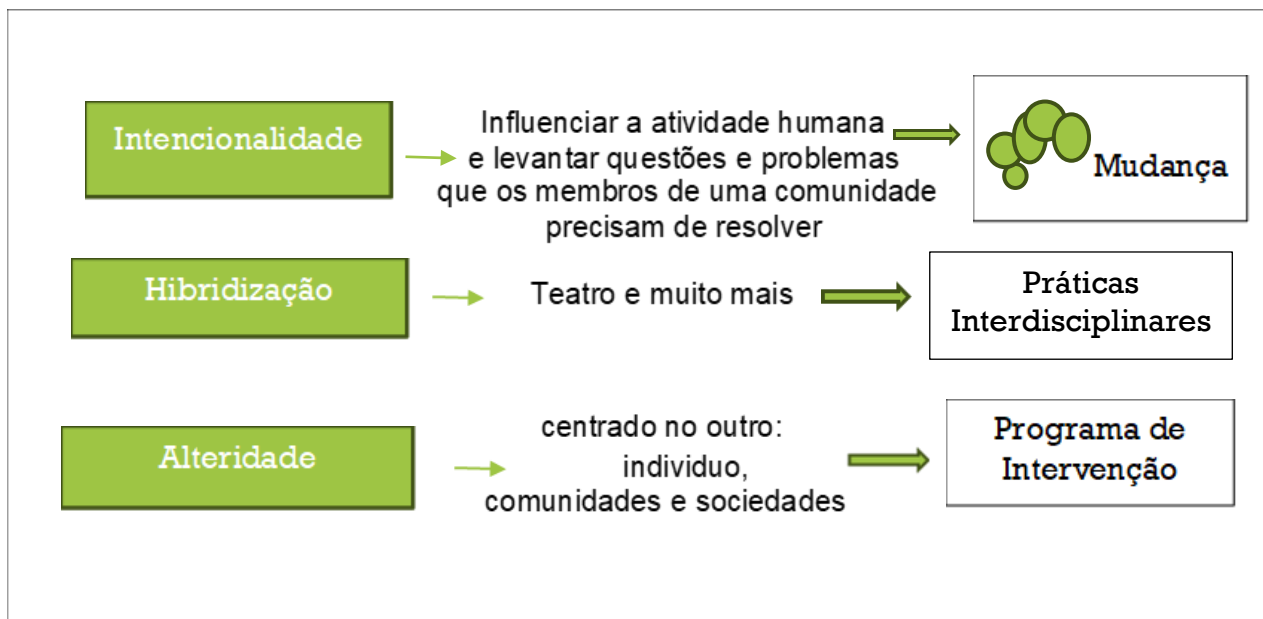 Intencionalidade
Influenciar a atividade humana
e levantar questões e problemas
que os membros de uma comunidade
precisam de resolver
Mudança
Hibridização
Teatro e muito mais
Práticas
Interdisciplinares
Alteridade
centrado no outro:
individuo,
comunidades e sociedades
Programa de
Intervenção